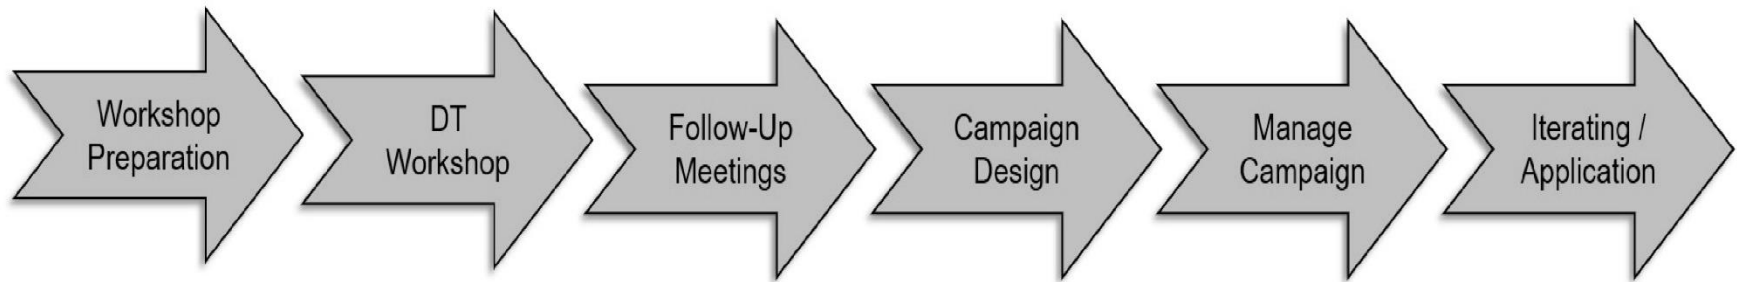 Workshop
Preparation
DT
Workshop
Follow-Up
Meetings
Campaign
Design
Manage
Campaign
Iterating /
Application